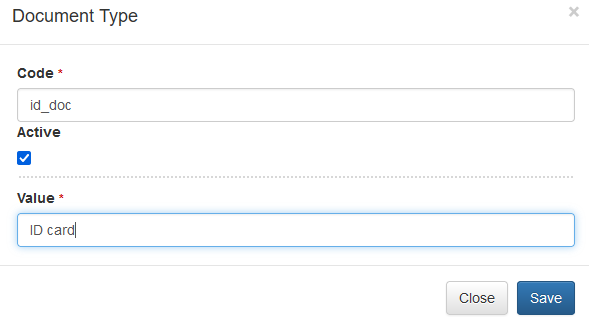 Document Type ×
Code *
id_doc
Active
Value *
ID card
Close Save